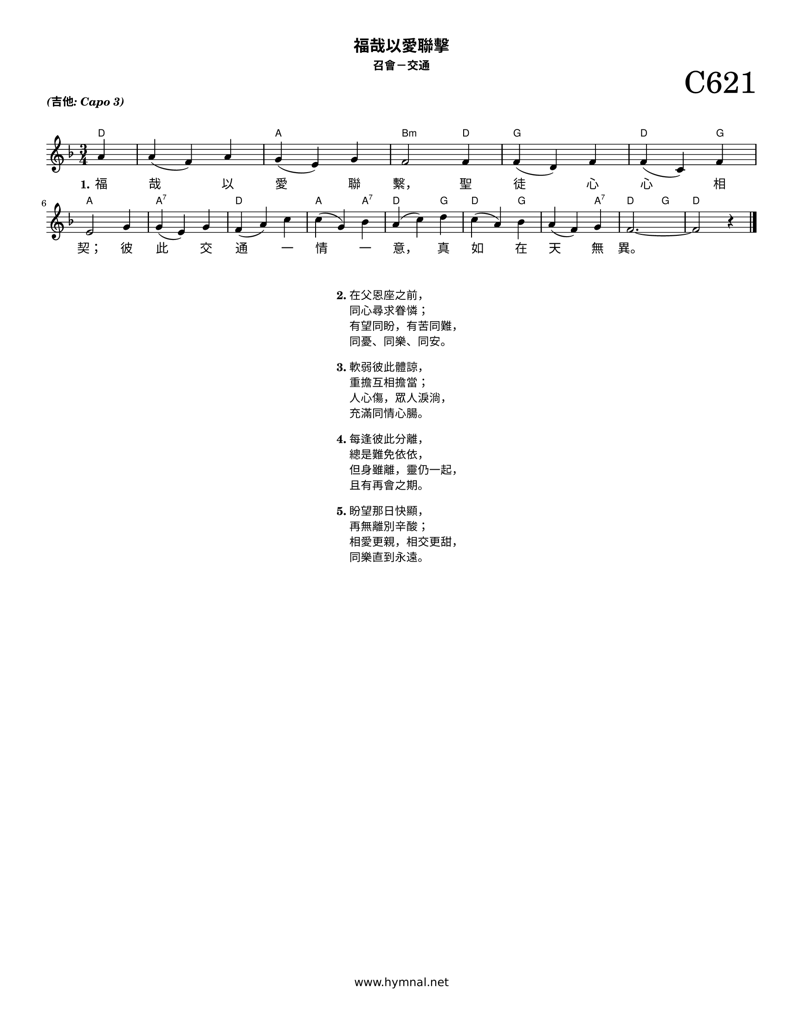 福哉以愛聯擊
召會－交通
C621
(吉他: Capo 3)
D A Bm D G D G
1. 福 哉 以 愛 聯 繫， 聖 徒 心 心 相
6
A A7 D A A7 D G D G A7 D G D
契； 彼 此 交 通 一 情 一 意， 真 如 在 天 無 異。
2. 在父恩座之前，
同心尋求眷憐；
有望同盼，有苦同難，
同憂、同樂、同安。
3. 軟弱彼此體諒，
重擔互相擔當；
人心傷，眾人淚淌，
充滿同情心腸。
4. 每逢彼此分離，
總是難免依依，
但身雖離，靈仍一起，
且有再會之期。
5. 盼望那日快顯，
再無離別辛酸；
相愛更親，相交更甜，
同樂直到永遠。
www.hymnal.net